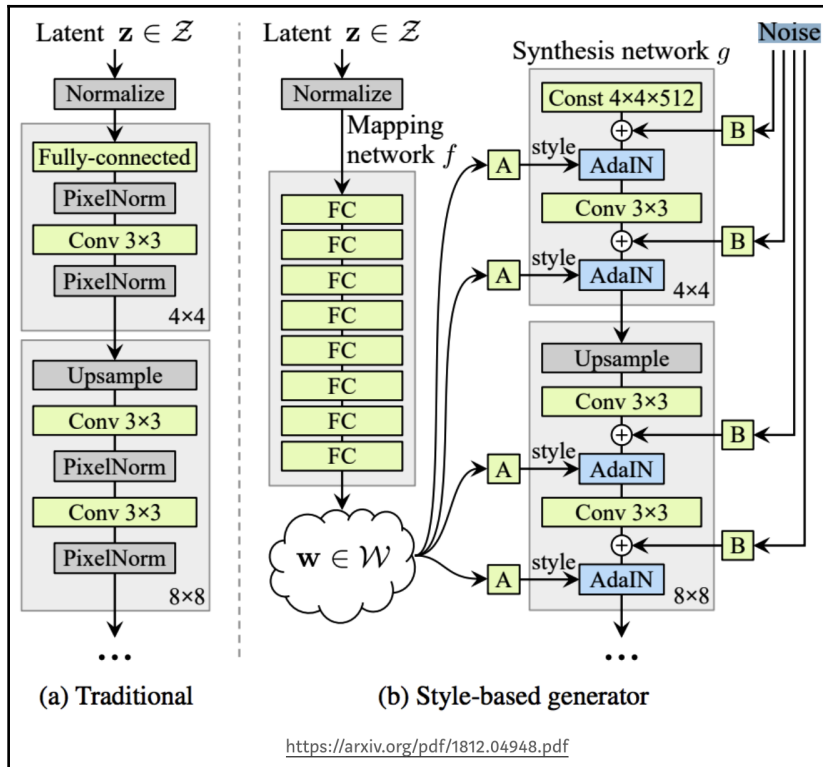 Latent z ∈ 𝒵
Normalize
Fully-connected
PixelNorm
Conv 3×3
PixelNorm
4×4
Upsample
Conv 3×3
PixelNorm
Conv 3×3
PixelNorm
8×8
...
(a) Traditional
Latent z ∈ 𝒵
Normalize
Mapping
network f
FC
FC
FC
FC
FC
FC
FC
FC
w ∈ 𝒲
A
style
A
style
A
style
A
style
Synthesis network g
Noise
Const 4×4×512
+
B
AdaIN
Conv 3×3
+
B
AdaIN
4×4
Upsample
Conv 3×3
+
B
AdaIN
Conv 3×3
+
B
AdaIN
8×8
...
(b) Style-based generator
https://arxiv.org/pdf/1812.04948.pdf